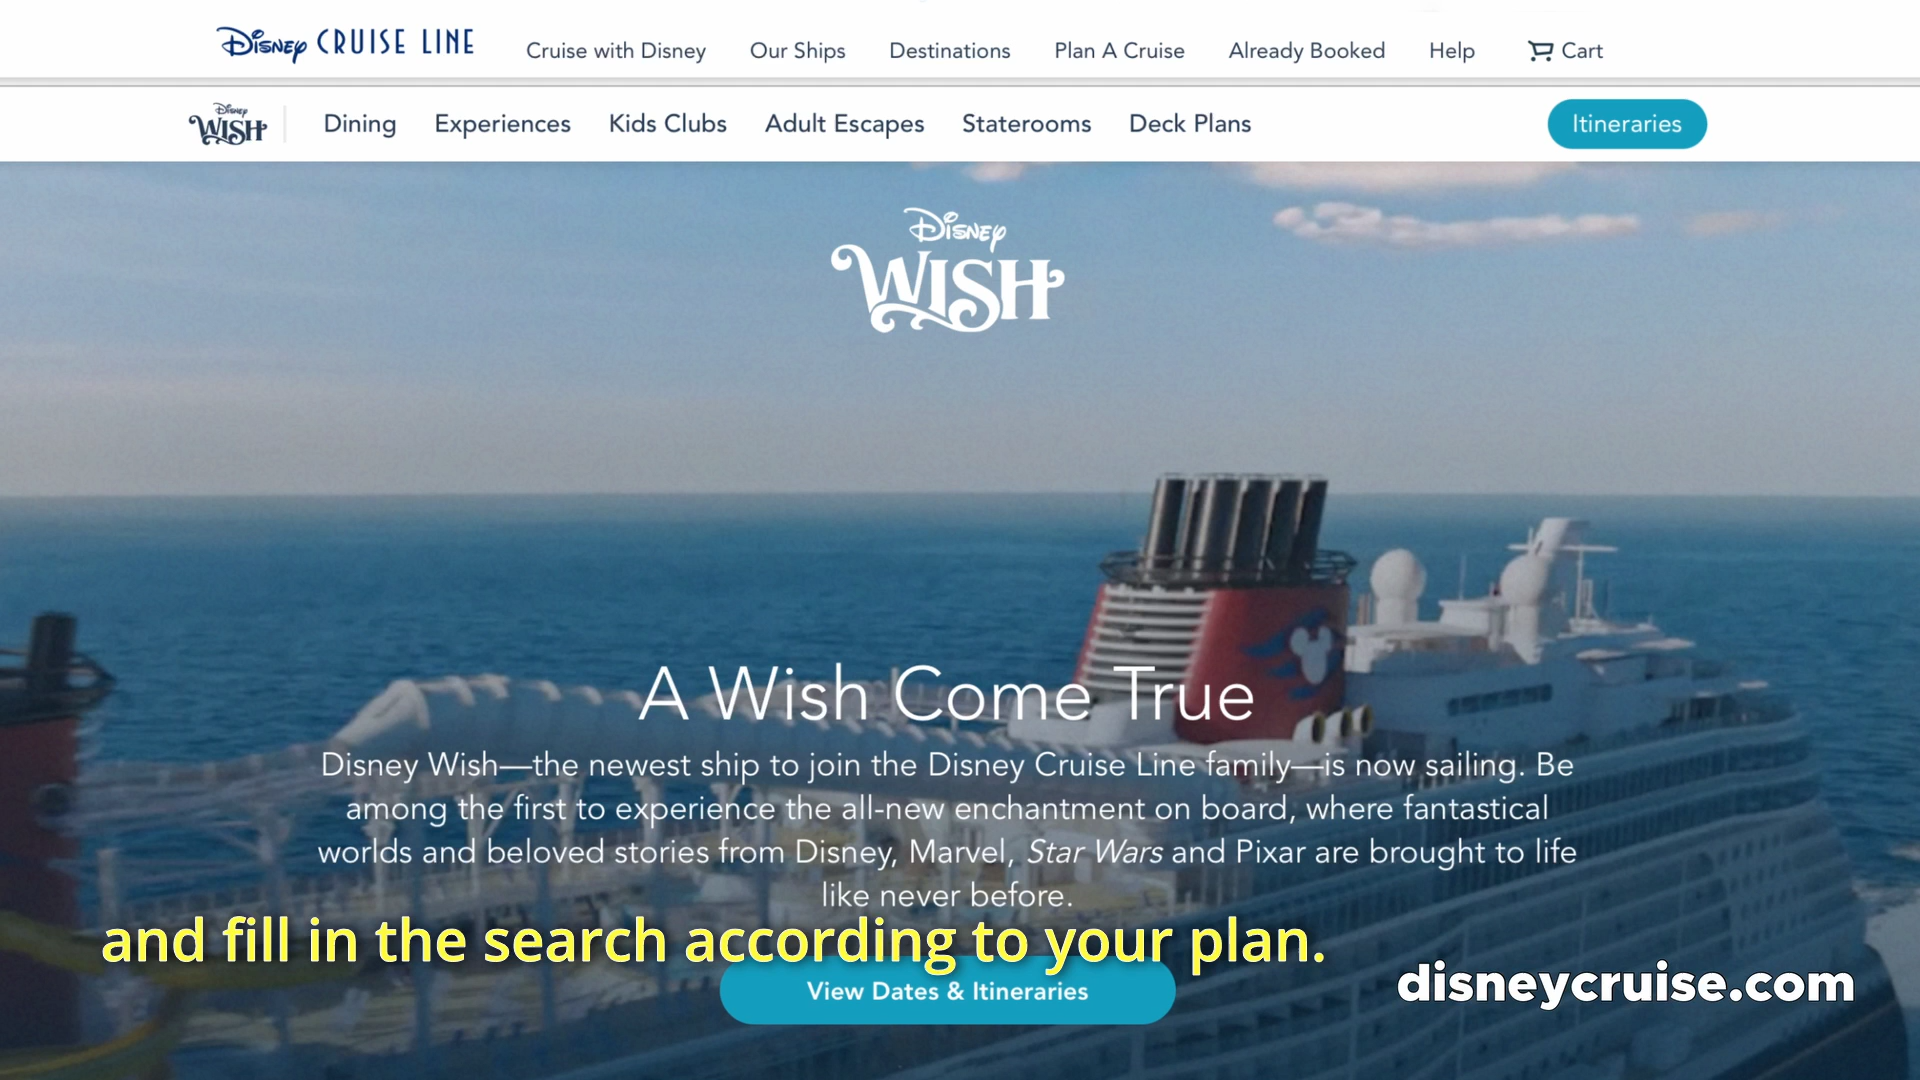 Disney CRUISE LINE
Cruise with Disney
Our Ships
Destinations
Plan A Cruise
Already Booked
Help
Cart
Disney WISH
Dining
Experiences
Kids Clubs
Adult Escapes
Staterooms
Deck Plans
Itineraries
Disney
WISH
A Wish Come True
Disney Wish—the newest ship to join the Disney Cruise Line family—is now sailing. Be
among the first to experience the all-new enchantment on board, where fantastical
worlds and beloved stories from Disney, Marvel, Star Wars and Pixar are brought to life
like never before.
and fill in the search according to your plan.
View Dates & Itineraries
disneycruise.com